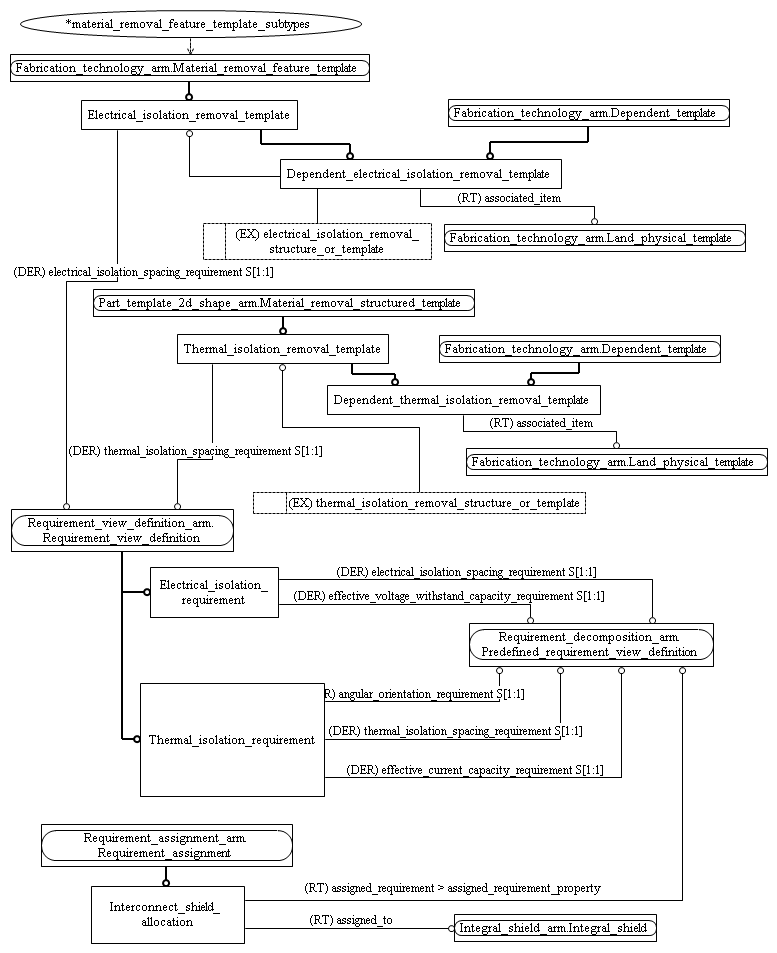 *material_removal_feature_template_subtypes
Fabrication_technology_arm.Material_removal_feature_template
Electrical_isolation_removal_template
Fabrication_technology_arm.Dependent_template
Dependent_electrical_isolation_removal_template
(RT) associated_item
(EX) electrical_isolation_removal_
structure_or_template
Fabrication_technology_arm.Land_physical_template
(DER) electrical_isolation_spacing_requirement S[1:1]
Part_template_2d_shape_arm.Material_removal_structured_template
Thermal_isolation_removal_template
Fabrication_technology_arm.Dependent_template
Dependent_thermal_isolation_removal_template
(RT) associated_item
(DER) thermal_isolation_spacing_requirement S[1:1]
Fabrication_technology_arm.Land_physical_template
(EX) thermal_isolation_removal_structure_or_template
Requirement_view_definition_arm.
Requirement_view_definition
Electrical_isolation_
requirement
(DER) electrical_isolation_spacing_requirement S[1:1]
(DER) effective_voltage_withstand_capacity_requirement S[1:1]
Requirement_decomposition_arm.
Predefined_requirement_view_definition
R) angular_orientation_requirement S[1:1]
Thermal_isolation_requirement
(DER) thermal_isolation_spacing_requirement S[1:1]
(DER) effective_current_capacity_requirement S[1:1]
Requirement_assignment_arm.
Requirement_assignment
Interconnect_shield_
allocation
(RT) assigned_requirement > assigned_requirement_property
(RT) assigned_to
Integral_shield_arm.Integral_shield